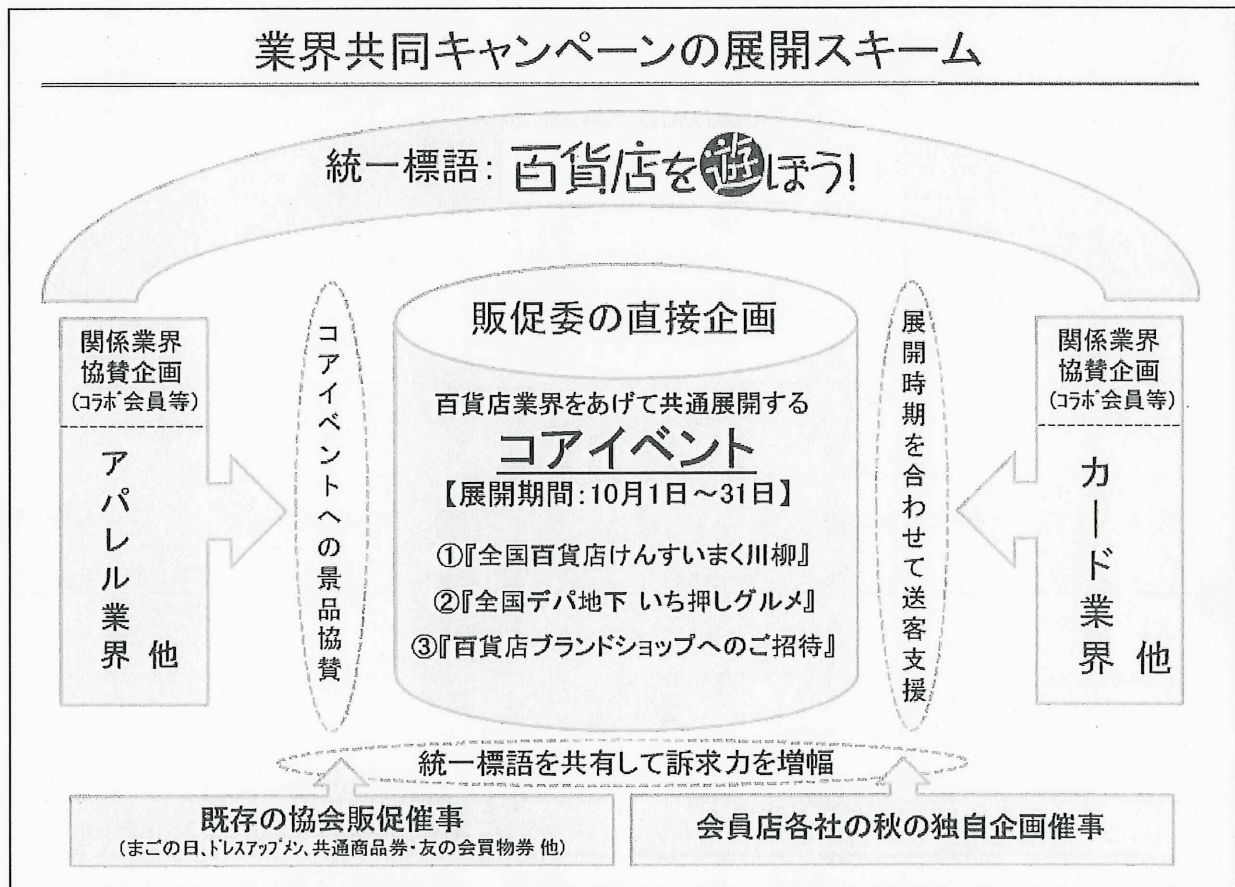 業界共同キャンペーンの展開スキーム
統一標語：百貨店を遊ぼう！
販促委の直接企画
百貨店業界をあげて共通展開する
コアイベント
【展開期間：10月1日～31日】
①『全国百貨店けんすいまく川柳』
②『全国デパ地下 いち押しグルメ』
③『百貨店ブランドショップへのご招待』
関係業界
協賛企画
(ｺﾗﾎﾞ会員等)
アパレル業界 他
コアイベントへの景品協賛
展開時期を合わせて送客支援
関係業界
協賛企画
(ｺﾗﾎﾞ会員等)
カード業界 他
統一標語を共有して訴求力を増幅
既存の協会販促催事
(まごの日、ﾄﾞﾚｽｱｯﾌﾟﾒﾝ、共通商品券・友の会買物券 他)
会員店各社の秋の独自企画催事